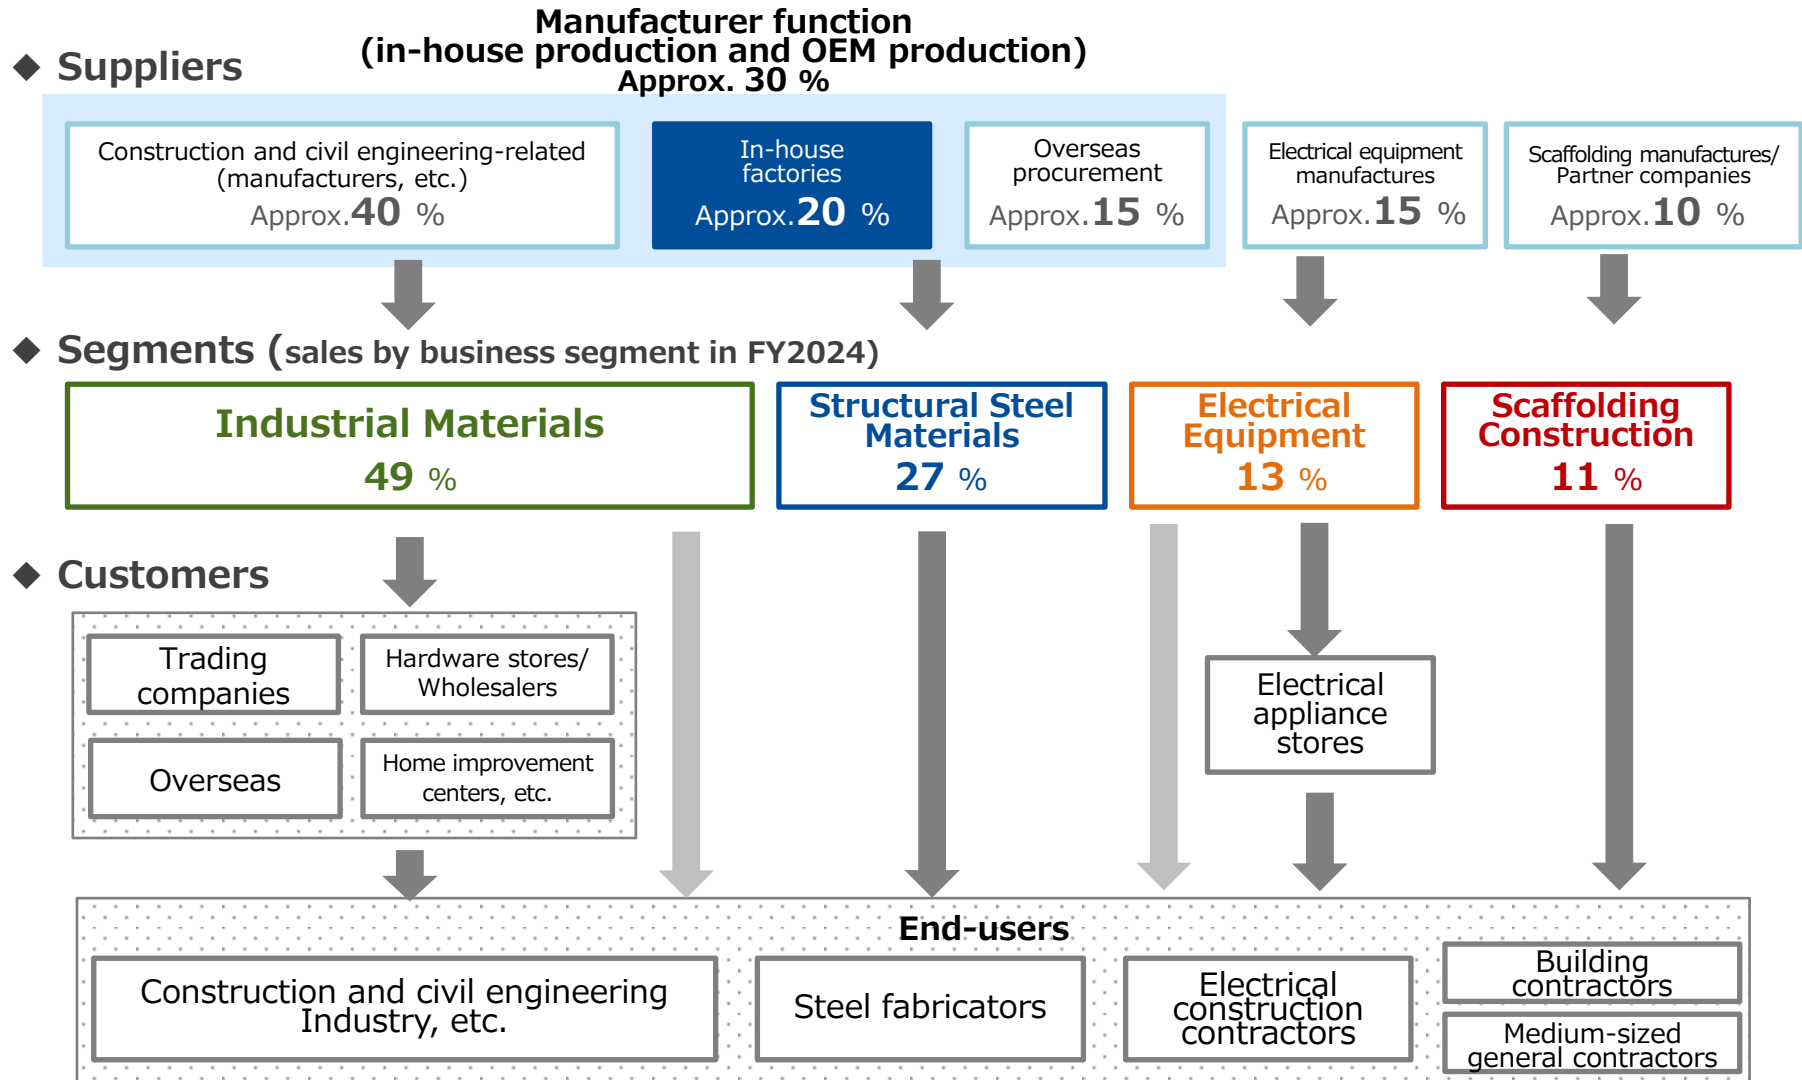 Manufacturer function
(in-house production and OEM production)
Approx. 30 %
◆ Suppliers
Construction and civil engineering-related
(manufacturers, etc.)
Approx.40 %
In-house
factories
Approx.20 %
Overseas
procurement
Approx.15 %
Electrical equipment
manufactures
Approx.15 %
Scaffolding manufactures/
Partner companies
Approx.10 %
◆ Segments (sales by business segment in FY2024)
Industrial Materials
49 %
Structural Steel
Materials
27 %
Electrical
Equipment
13 %
Scaffolding
Construction
11 %
◆ Customers
Trading
companies
Hardware stores/
Wholesalers
Overseas
Home improvement
centers, etc.
Electrical
appliance
stores
End-users
Construction and civil engineering
Industry, etc.
Steel fabricators
Electrical
construction
contractors
Building
contractors
Medium-sized
general contractors